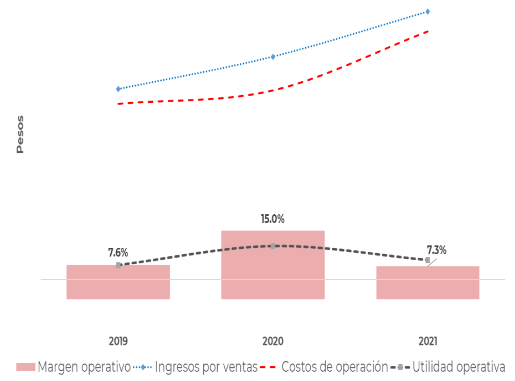 Pesos
15.0%
7.6%
7.3%
2019 2020 2021
Margen operativo Ingresos por ventas Costos de operación Utilidad operativa